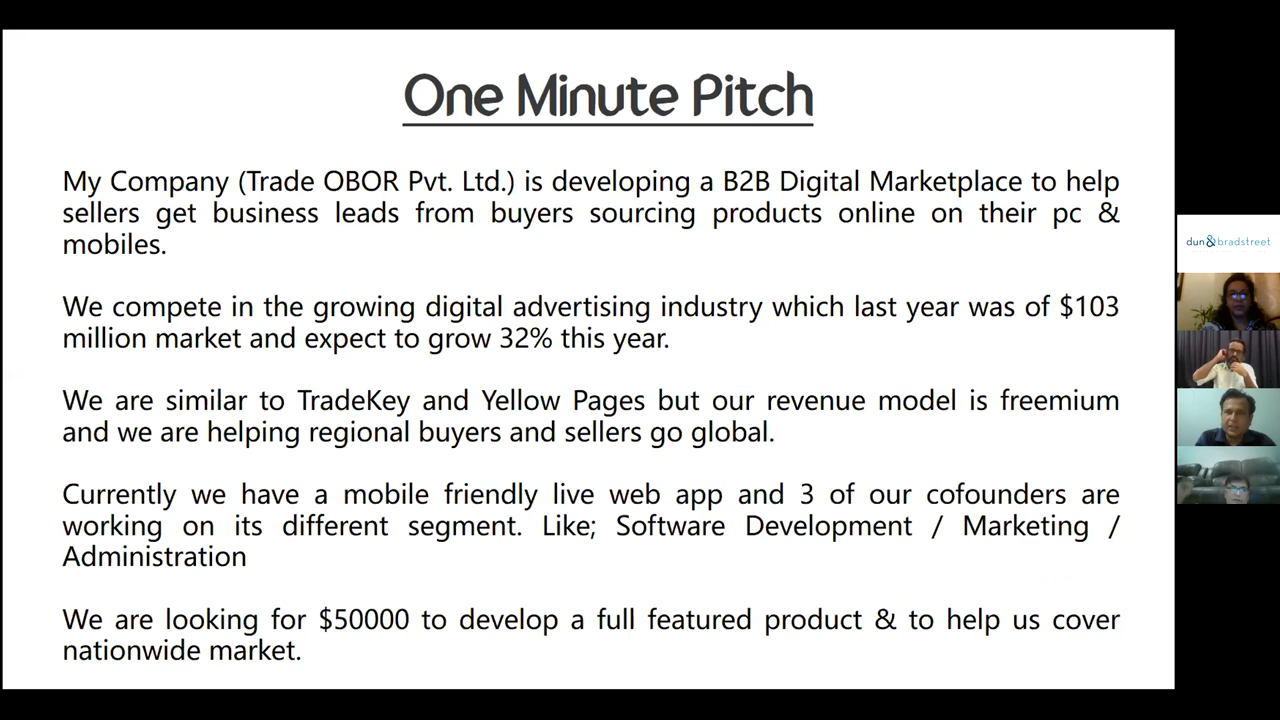 One Minute Pitch
My Company (Trade OBOR Pvt. Ltd.) is developing a B2B Digital Marketplace to help
sellers get business leads from buyers sourcing products online on their pc &
mobiles.
We compete in the growing digital advertising industry which last year was of $103
million market and expect to grow 32% this year.
We are similar to TradeKey and Yellow Pages but our revenue model is freemium
and we are helping regional buyers and sellers go global.
Currently we have a mobile friendly live web app and 3 of our cofounders are
working on its different segment. Like; Software Development / Marketing /
Administration
We are looking for $50000 to develop a full featured product & to help us cover
nationwide market.
dun&bradstreet